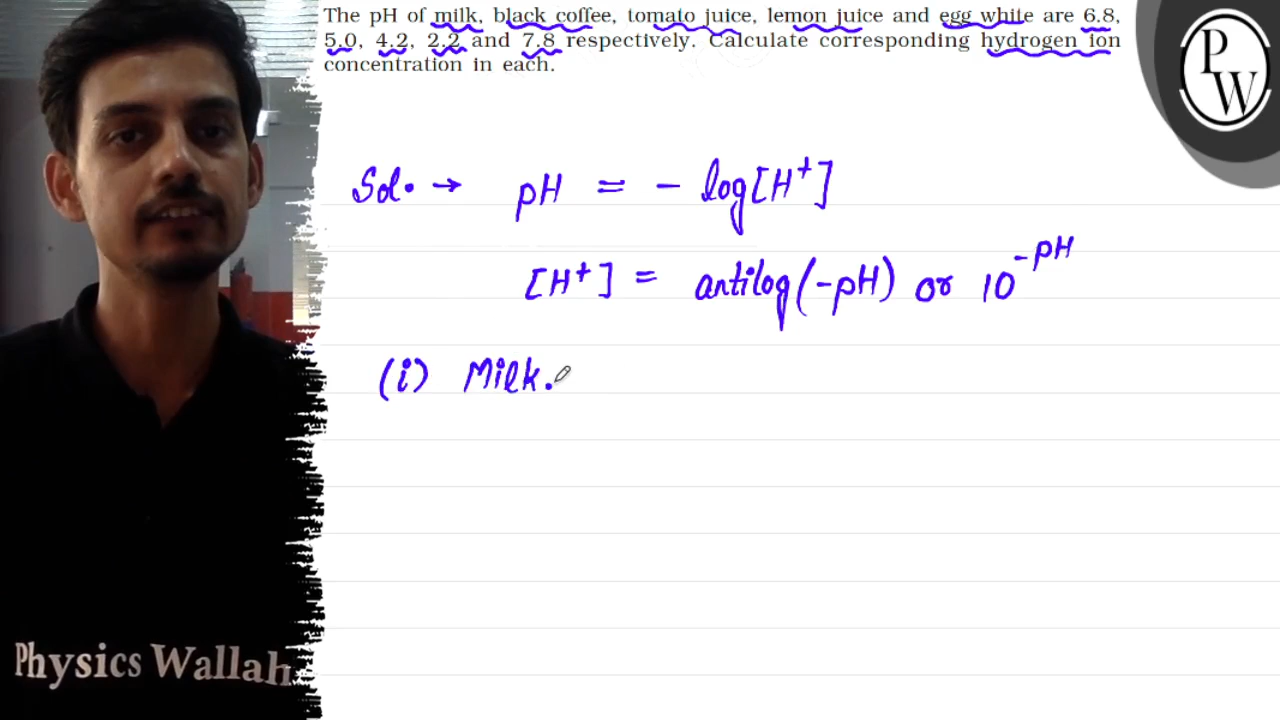 The pH of milk, black coffee, tomato juice, lemon juice and egg white are 6.8,
5.0, 4.2, 2.2 and 7.8 respectively. Calculate corresponding hydrogen ion
concentration in each.
P
W
Sol. → pH = - log[H⁺]
[H⁺] = antilog(-pH) or 10^-pH
(i) Milk.
Physics Wallah